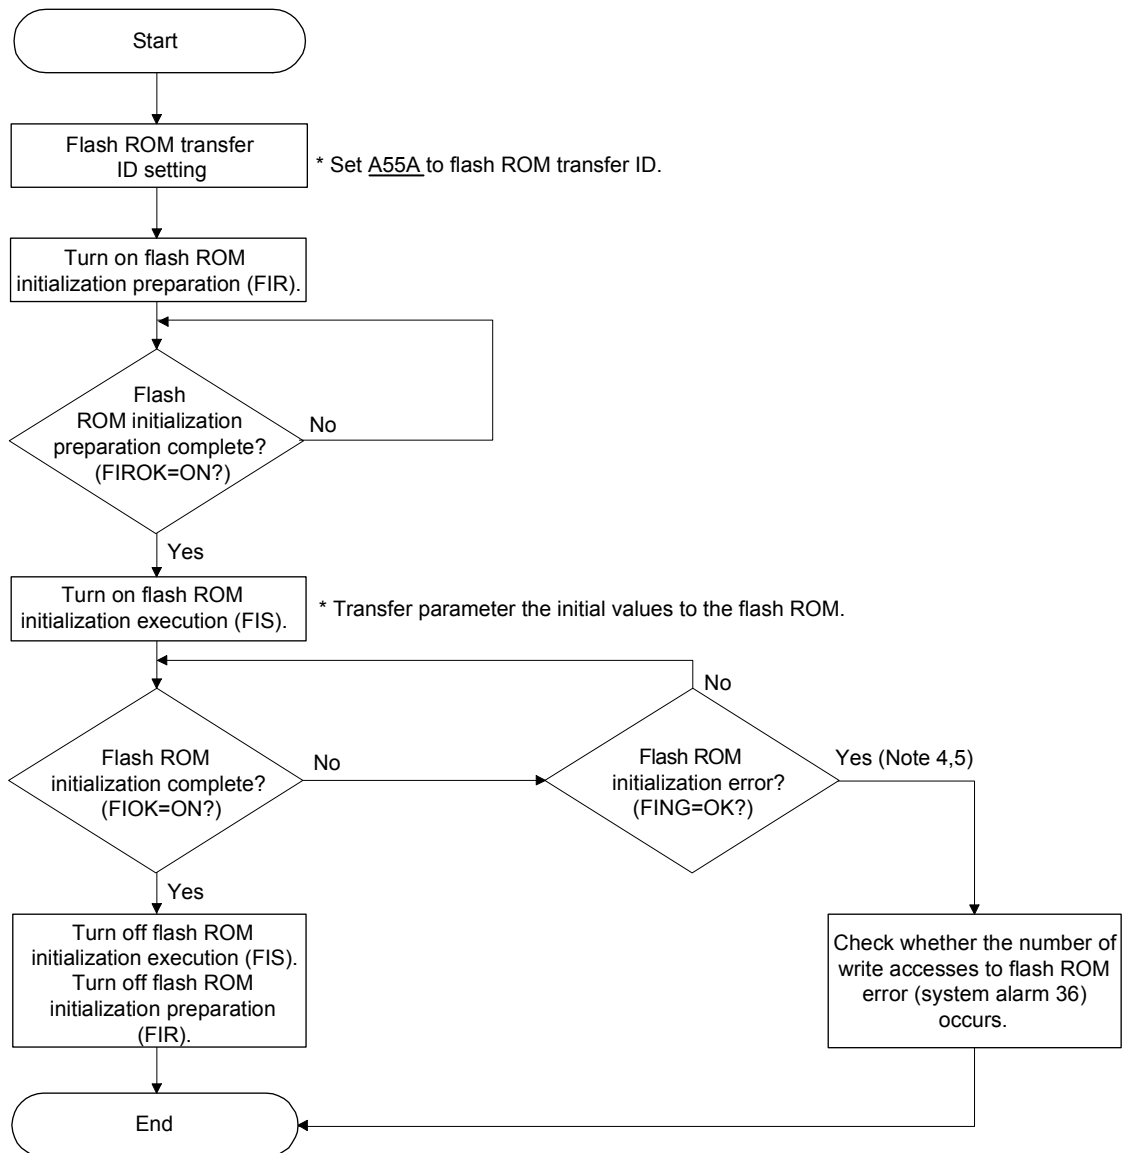 Start
Flash ROM transfer
ID setting
* Set A55A to flash ROM transfer ID.
Turn on flash ROM
initialization preparation (FIR).
Flash
ROM initialization
preparation complete?
(FIROK=ON?)
No
Yes
Turn on flash ROM
initialization execution (FIS).
* Transfer parameter the initial values to the flash ROM.
No
Flash ROM
initialization complete?
(FIOK=ON?)
No
Flash ROM
initialization error?
(FING=OK?)
Yes (Note 4,5)
Yes
Turn off flash ROM
initialization execution (FIS).
Turn off flash ROM
initialization preparation
(FIR).
Check whether the number of
write accesses to flash ROM
error (system alarm 36)
occurs.
End